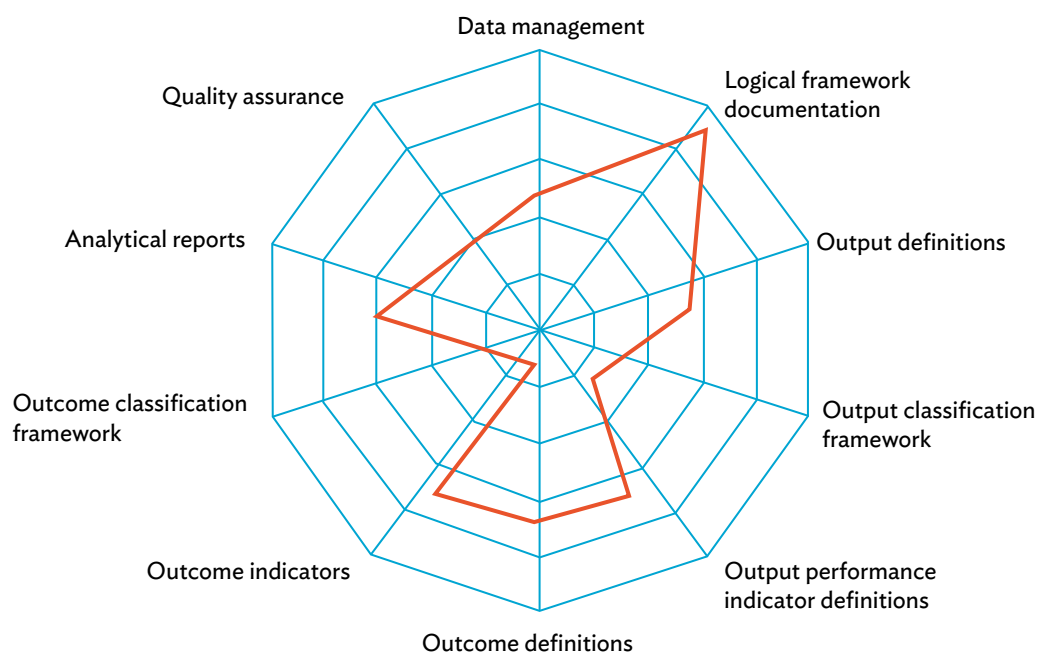 Data management
Logical framework
documentation
Output definitions
Output classification
framework
Output performance
indicator definitions
Outcome definitions
Outcome indicators
Outcome classification
framework
Analytical reports
Quality assurance